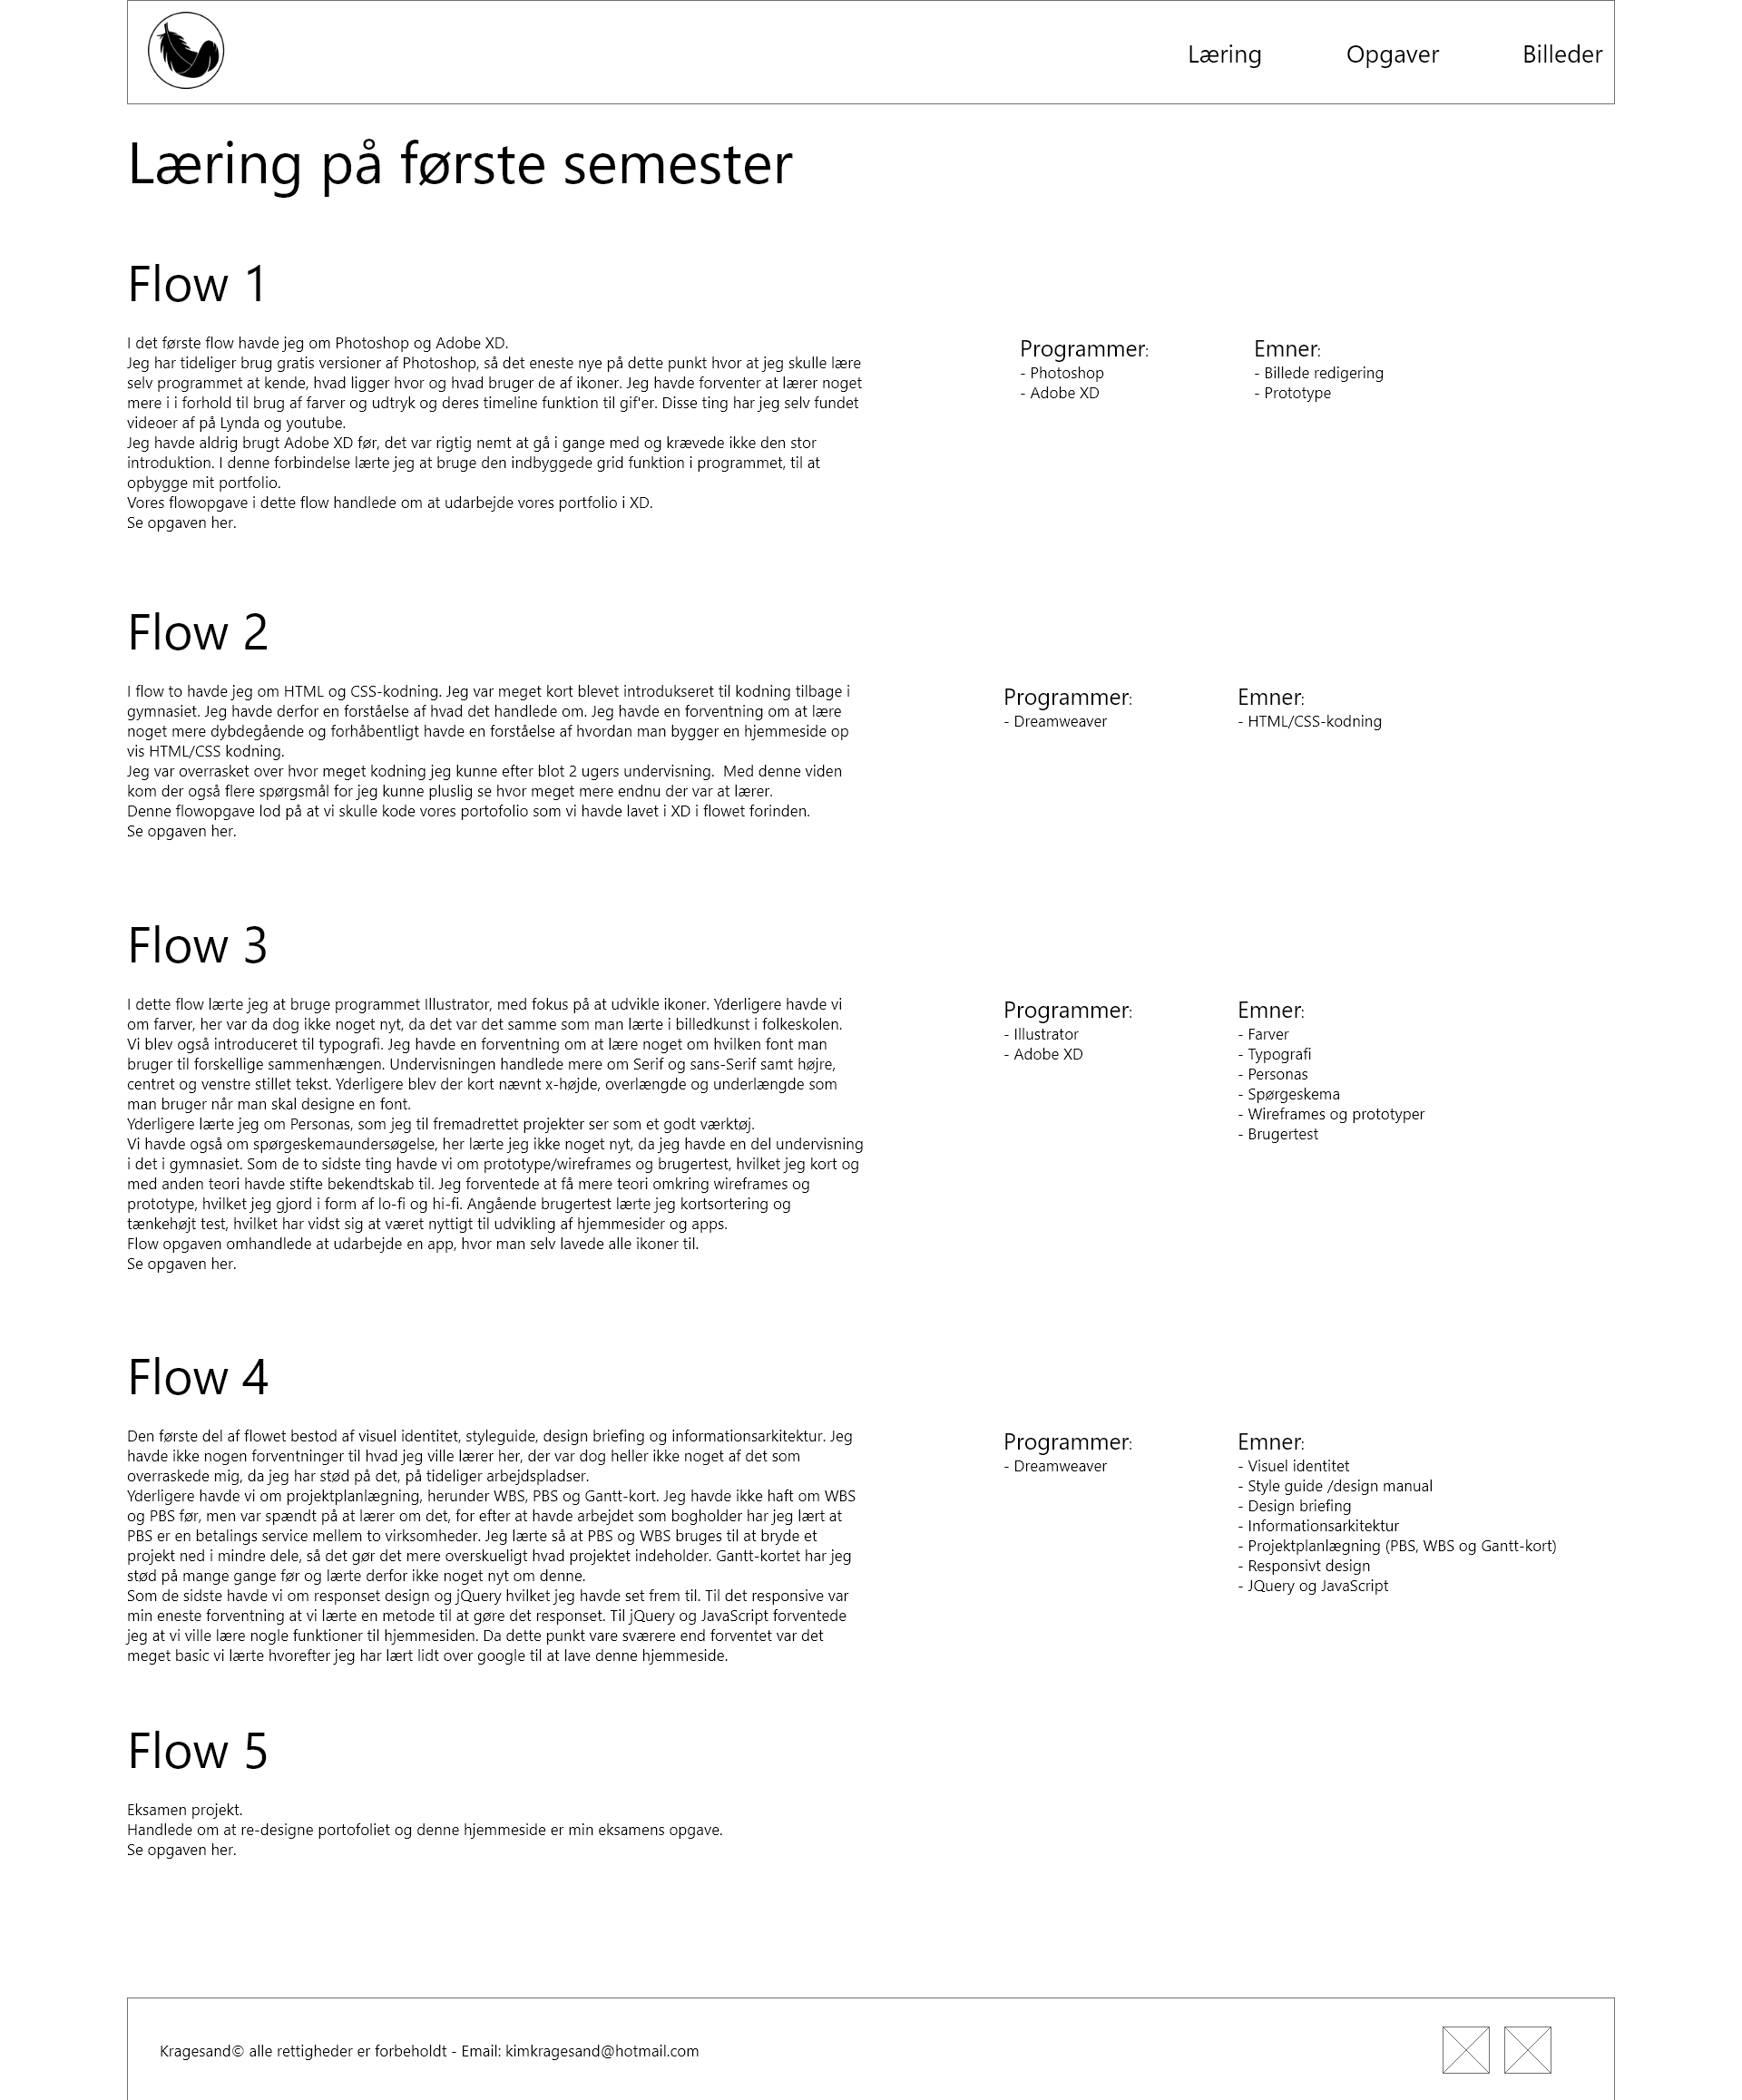 Læring
Opgaver
Billeder
Læring på første semester
Flow 1
I det første flow havde jeg om Photoshop og Adobe XD.
Jeg har tideliger brug gratis versioner af Photoshop, så det eneste nye på dette punkt hvor at jeg skulle lære
selv programmet at kende, hvad ligger hvor og hvad bruger de af ikoner. Jeg havde forventer at lærer noget
mere i i forhold til brug af farver og udtryk og deres timeline funktion til gif'er. Disse ting har jeg selv fundet
videoer af på Lynda og youtube.
Jeg havde aldrig brugt Adobe XD før, det var rigtig nemt at gå i gange med og krævede ikke den stor
introduktion. I denne forbindelse lærte jeg at bruge den indbyggede grid funktion i programmet, til at
opbygge mit portfolio.
Vores flowopgave i dette flow handlede om at udarbejde vores portfolio i XD.
Se opgaven her.
Programmer:
- Photoshop
- Adobe XD
Emner:
- Billede redigering
- Prototype
Flow 2
I flow to havde jeg om HTML og CSS-kodning. Jeg var meget kort blevet introdukseret til kodning tilbage i
gymnasiet. Jeg havde derfor en forståelse af hvad det handlede om. Jeg havde en forventning om at lære
noget mere dybdegående og forhåbentligt havde en forståelse af hvordan man bygger en hjemmeside op
vis HTML/CSS kodning.
Jeg var overrasket over hvor meget kodning jeg kunne efter blot 2 ugers undervisning.  Med denne viden
kom der også flere spørgsmål for jeg kunne pluslig se hvor meget mere endnu der var at lærer.
Denne flowopgave lod på at vi skulle kode vores portofolio som vi havde lavet i XD i flowet forinden.
Se opgaven her.
Programmer:
- Dreamweaver
Emner:
- HTML/CSS-kodning
Flow 3
I dette flow lærte jeg at bruge programmet Illustrator, med fokus på at udvikle ikoner. Yderligere havde vi
om farver, her var da dog ikke noget nyt, da det var det samme som man lærte i billedkunst i folkeskolen.
Vi blev også introduceret til typografi. Jeg havde en forventning om at lære noget om hvilken font man
bruger til forskellige sammenhængen. Undervisningen handlede mere om Serif og sans-Serif samt højre,
centret og venstre stillet tekst. Yderligere blev der kort nævnt x-højde, overlængde og underlængde som
man bruger når man skal designe en font.
Yderligere lærte jeg om Personas, som jeg til fremadrettet projekter ser som et godt værktøj.
Vi havde også om spørgeskemaundersøgelse, her lærte jeg ikke noget nyt, da jeg havde en del undervisning
i det i gymnasiet. Som de to sidste ting havde vi om prototype/wireframes og brugertest, hvilket jeg kort og
med anden teori havde stifte bekendtskab til. Jeg forventede at få mere teori omkring wireframes og
prototype, hvilket jeg gjord i form af lo-fi og hi-fi. Angående brugertest lærte jeg kortsortering og
tænkehøjt test, hvilket har vidst sig at været nyttigt til udvikling af hjemmesider og apps.
Flow opgaven omhandlede at udarbejde en app, hvor man selv lavede alle ikoner til.
Se opgaven her.
Programmer:
- Illustrator
- Adobe XD
Emner:
- Farver
- Typografi
- Personas
- Spørgeskema
- Wireframes og prototyper
- Brugertest
Flow 4
Den første del af flowet bestod af visuel identitet, styleguide, design briefing og informationsarkitektur. Jeg
havde ikke nogen forventninger til hvad jeg ville lærer her, der var dog heller ikke noget af det som
overraskede mig, da jeg har stød på det, på tideliger arbejdspladser.
Yderligere havde vi om projektplanlægning, herunder WBS, PBS og Gantt-kort. Jeg havde ikke haft om WBS
og PBS før, men var spændt på at lærer om det, for efter at havde arbejdet som bogholder har jeg lært at
PBS er en betalings service mellem to virksomheder. Jeg lærte så at PBS og WBS bruges til at bryde et
projekt ned i mindre dele, så det gør det mere overskueligt hvad projektet indeholder. Gantt-kortet har jeg
stød på mange gange før og lærte derfor ikke noget nyt om denne.
Som de sidste havde vi om responset design og jQuery hvilket jeg havde set frem til. Til det responsive var
min eneste forventning at vi lærte en metode til at gøre det responset. Til jQuery og JavaScript forventede
jeg at vi ville lære nogle funktioner til hjemmesiden. Da dette punkt vare sværere end forventet var det
meget basic vi lærte hvorefter jeg har lært lidt over google til at lave denne hjemmeside.
Programmer:
- Dreamweaver
Emner:
- Visuel identitet
- Style guide /design manual
- Design briefing
- Informationsarkitektur
- Projektplanlægning (PBS, WBS og Gantt-kort)
- Responsivt design
- JQuery og JavaScript
Flow 5
Eksamen projekt.
Handlede om at re-designe portofoliet og denne hjemmeside er min eksamens opgave.
Se opgaven her.
Kragesand© alle rettigheder er forbeholdt - Email: kimkragesand@hotmail.com